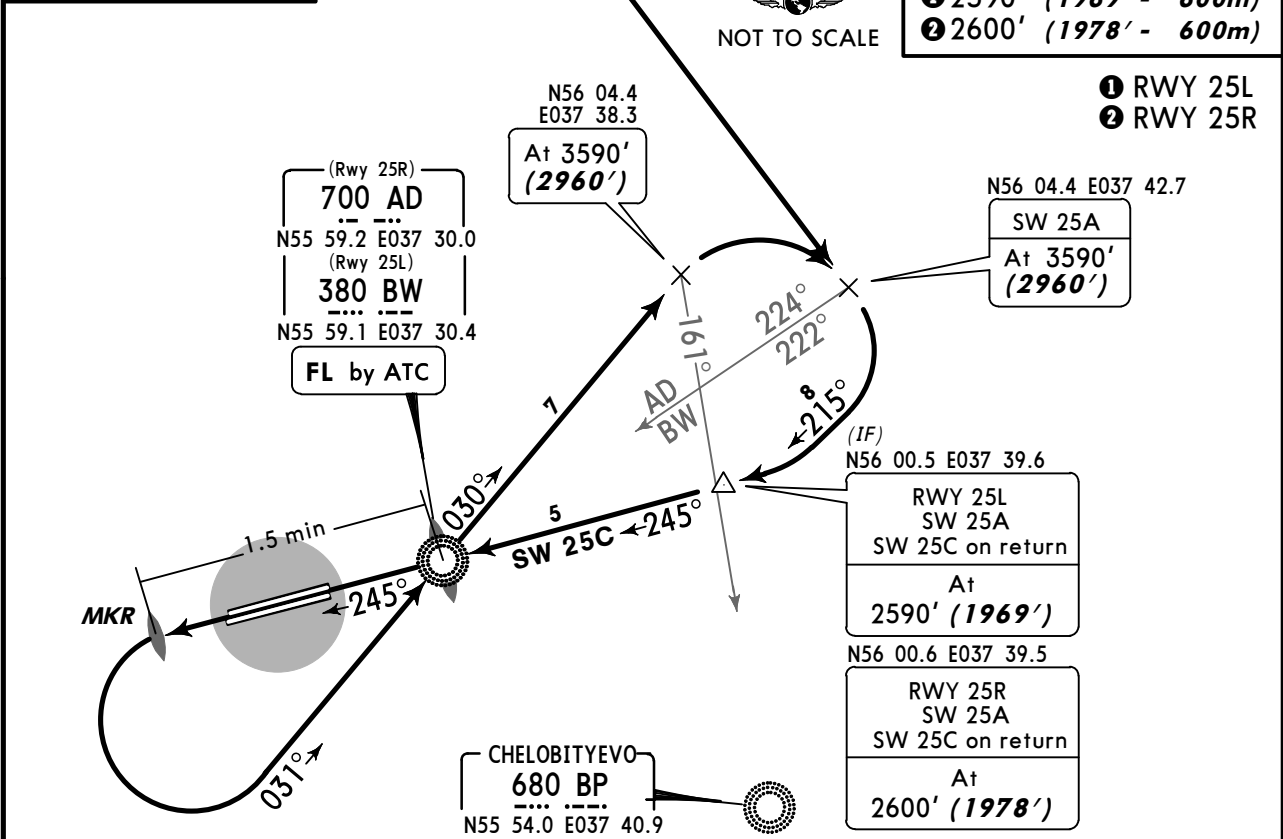 NOT TO SCALE
❷ 2600' (1978' - 600m)
❶ RWY 25L
❷ RWY 25R
N56 04.4
E037 38.3
At 3590'
(2960')
(Rwy 25R)
700 AD
N55 59.2 E037 30.0
(Rwy 25L)
380 BW
N55 59.1 E037 30.4
FL by ATC
N56 04.4 E037 42.7
SW 25A
At 3590'
(2960')
161°
224°
222°
AD
BW
8
215°
7
030°
5
SW 25C 245°
1.5 min
245°
MKR
031°
(IF)
N56 00.5 E037 39.6
RWY 25L
SW 25A
SW 25C on return
At
2590' (1969')
N56 00.6 E037 39.5
RWY 25R
SW 25A
SW 25C on return
At
2600' (1978')
CHELOBITYEVO
680 BP
N55 54.0 E037 40.9